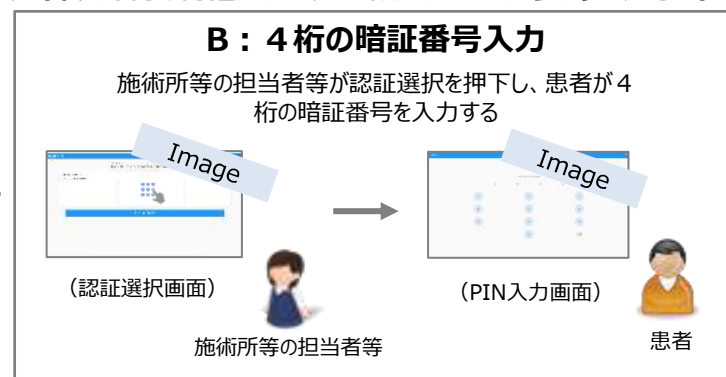 B：４桁の暗証番号入力
施術所等の担当者等が認証選択を押下し、患者が４
桁の暗証番号を入力する
Image
Image
（認証選択画面）
（PIN入力画面）
施術所等の担当者等
患者